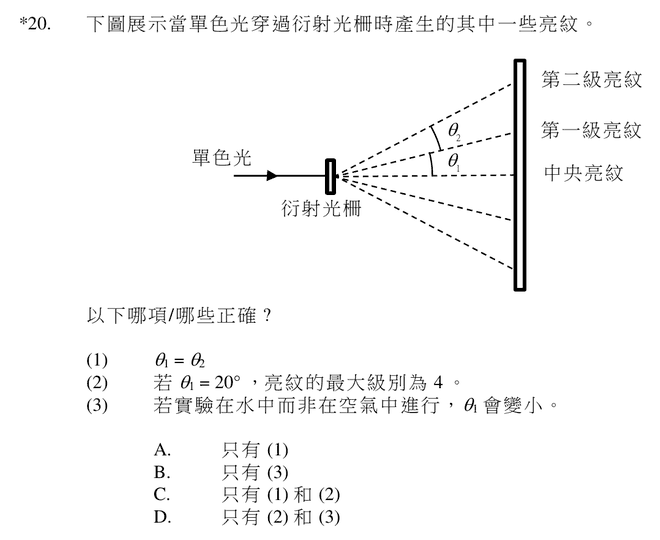 *20. 下圖展示當單色光穿過衍射光柵時產生的其中一些亮紋。
第二級亮紋
θ₂
第一級亮紋
單色光
θ₁
中央亮紋
衍射光柵
以下哪項/哪些正確?
(1) θ₁ = θ₂
(2) 若 θ₁ = 20°,亮紋的最大級別為 4 。
(3) 若實驗在水中而非在空氣中進行,θ₁ 會變小。
A. 只有 (1)
B. 只有 (3)
C. 只有 (1) 和 (2)
D. 只有 (2) 和 (3)